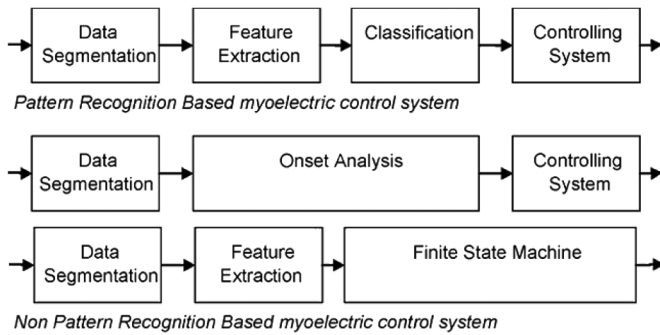 Data Feature Classification Controlling
Segmentation Extraction System
Pattern Recognition Based myoelectric control system
Data Onset Analysis Controlling
Segmentation System
Data Feature Finite State Machine
Segmentation Extraction
Non Pattern Recognition Based myoelectric control system